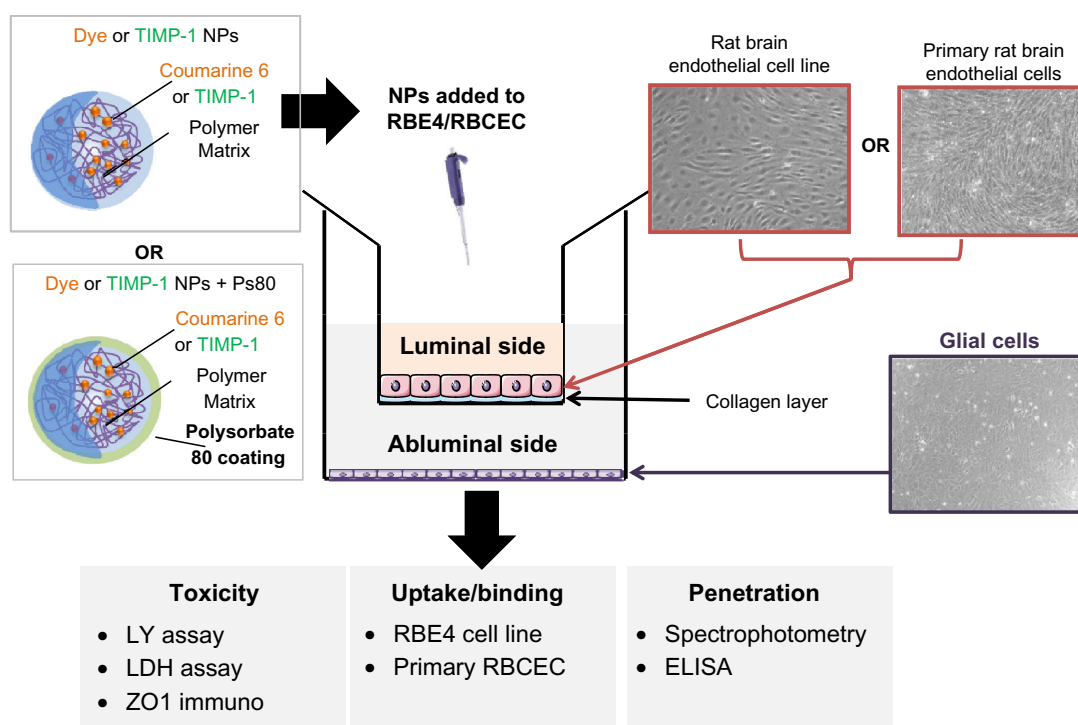 Dye or TIMP-1 NPs
Coumarine 6
or TIMP-1
Polymer
Matrix
OR
Dye or TIMP-1 NPs + Ps80
Coumarine 6
or TIMP-1
Polymer
Matrix
Polysorbate
80 coating
NPs added to
RBE4/RBCEC
Rat brain
endothelial cell line
OR
Primary rat brain
endothelial cells
Luminal side
Abluminal side
Collagen layer
Glial cells
Toxicity
• LY assay
• LDH assay
• ZO1 immuno
Uptake/binding
• RBE4 cell line
• Primary RBCEC
Penetration
• Spectrophotometry
• ELISA